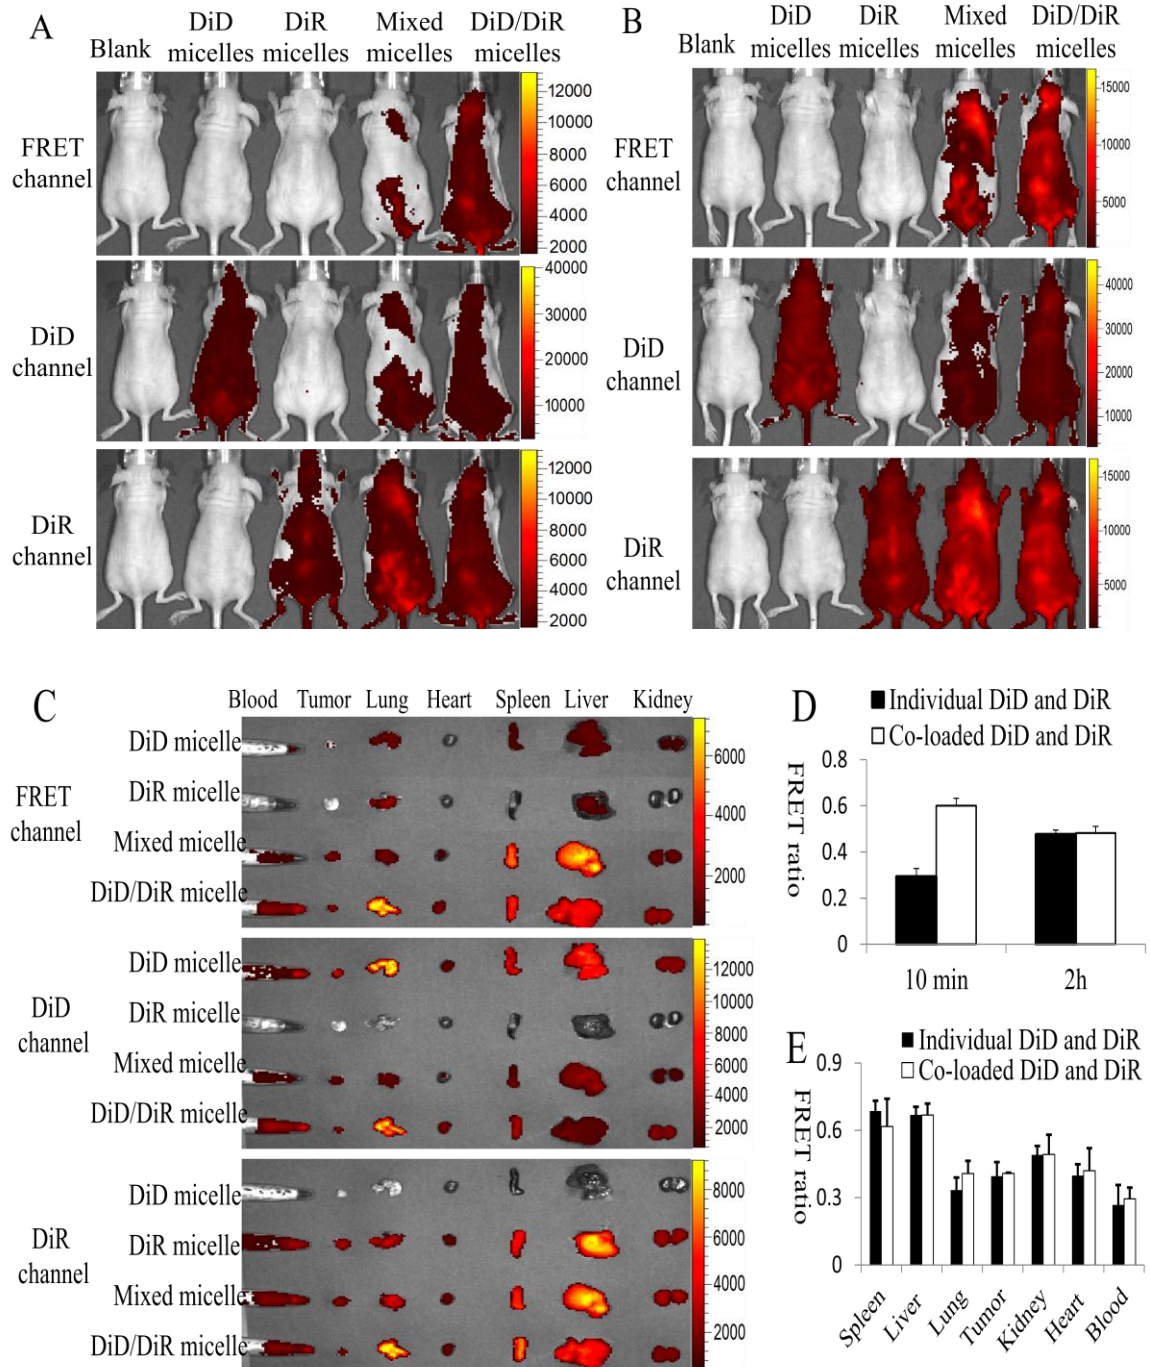 A
Blank
DiD
micelles
DiR
micelles
Mixed
micelles
DiD/DiR
micelles
FRET
channel
12000
10000
8000
6000
4000
2000
DiD
channel
40000
30000
20000
10000
DiR
channel
12000
10000
8000
6000
4000
2000
B
Blank
DiD
micelles
DiR
micelles
Mixed
micelles
DiD/DiR
micelles
FRET
channel
15000
10000
5000
DiD
channel
40000
30000
20000
10000
DiR
channel
15000
10000
5000
C
Blood Tumor Lung Heart Spleen Liver Kidney
FRET
channel
DiD micelle
DiR micelle
Mixed micelle
DiD/DiR micelle
6000
4000
2000
DiD
channel
DiD micelle
DiR micelle
Mixed micelle
DiD/DiR micelle
12000
10000
8000
6000
4000
2000
DiR
channel
DiD micelle
DiR micelle
Mixed micelle
DiD/DiR micelle
8000
6000
4000
2000
D
Individual DiD and DiR
Co-loaded DiD and DiR
FRET ratio
0.8
0.6
0.4
0.2
0
10 min 2h
E
Individual DiD and DiR
Co-loaded DiD and DiR
FRET ratio
0.9
0.6
0.3
0
Spleen Liver Lung Tumor Kidney Heart Blood